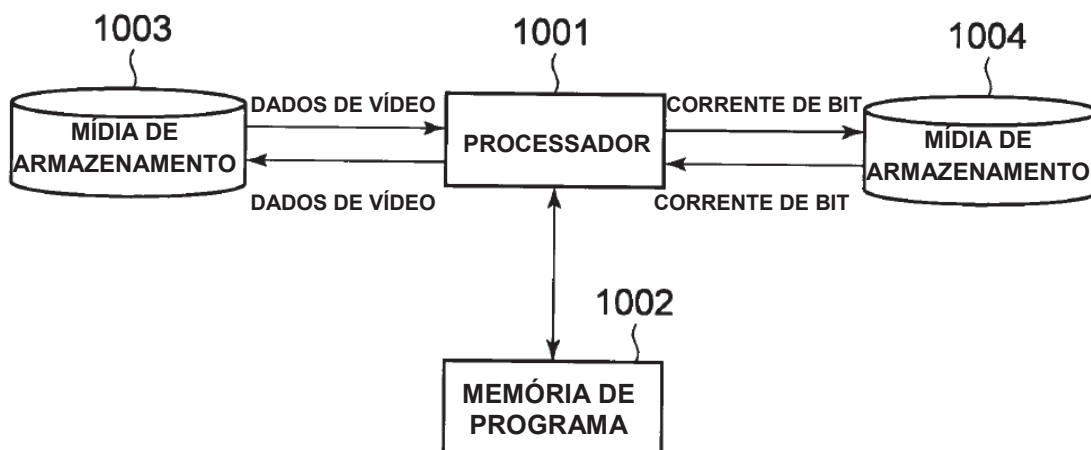 1003
1001
1004
DADOS DE VÍDEO
CORRENTE DE BIT
MÍDIA DE
ARMAZENAMENTO
PROCESSADOR
MÍDIA DE
ARMAZENAMENTO
DADOS DE VÍDEO
CORRENTE DE BIT
1002
MEMÓRIA DE
PROGRAMA